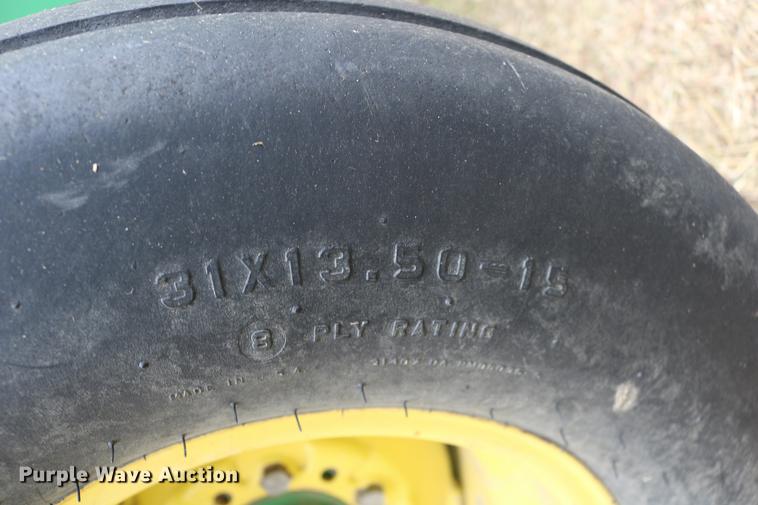 31X13.50-15
8 PLY RATING
MADE IN U.S.A.
Purple Wave Auction